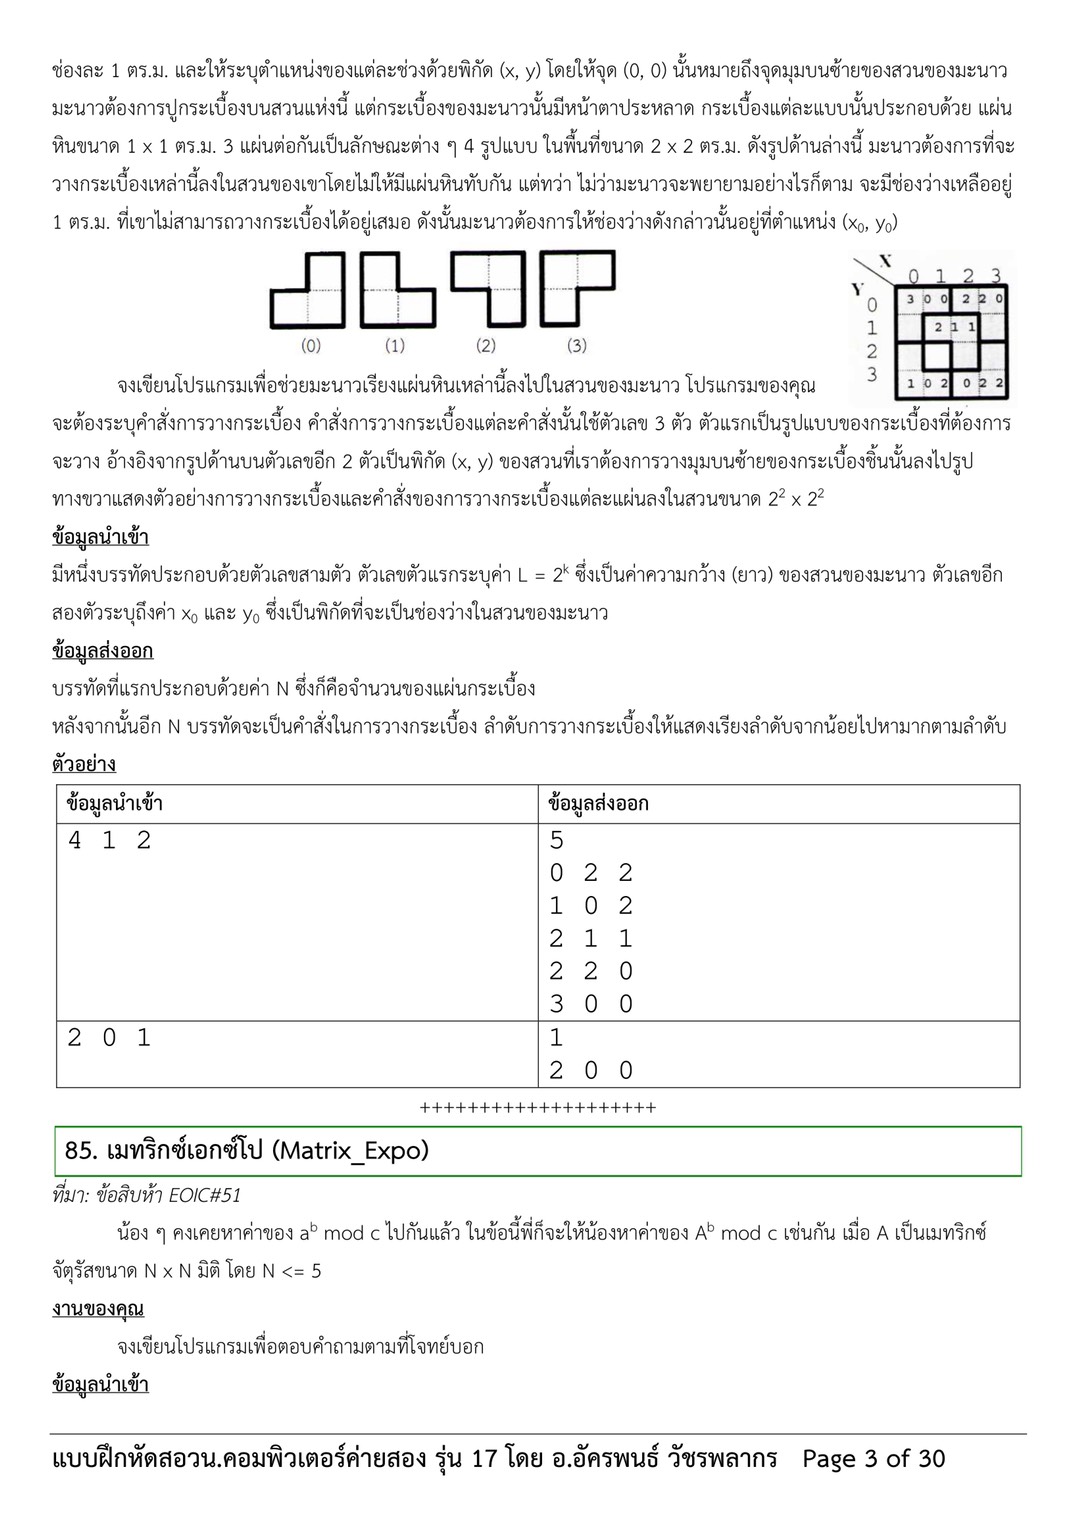 ช่องละ 1 ตร.ม. และให้ระบุตำแหน่งของแต่ละช่วงด้วยพิกัด (x, y) โดยให้จุด (0, 0) นั้นหมายถึงจุดมุมบนซ้ายของสวนของมะนาว
มะนาวต้องการปูกระเบื้องบนสวนแห่งนี้ แต่กระเบื้องของมะนาวนั้นมีหน้าตาประหลาด กระเบื้องแต่ละแบบนั้นประกอบด้วย แผ่น
หินขนาด 1 x 1 ตร.ม. 3 แผ่นต่อกันเป็นลักษณะต่าง ๆ 4 รูปแบบ ในพื้นที่ขนาด 2 x 2 ตร.ม. ดังรูปด้านล่างนี้ มะนาวต้องการที่จะ
วางกระเบื้องเหล่านี้ลงในสวนของเขาโดยไม่ให้มีแผ่นหินทับกัน แต่ทว่า ไม่ว่ามะนาวจะพยายามอย่างไรก็ตาม จะมีช่องว่างเหลืออยู่
1 ตร.ม. ที่เขาไม่สามารถวางกระเบื้องได้อยู่เสมอ ดังนั้นมะนาวต้องการให้ช่องว่างดังกล่าวนั้นอยู่ที่ตำแหน่ง (x₀, y₀)
(0) (1) (2) (3)
X
Y 0 1 2 3
0 3 0 0 2 2 0
1 2 1 1
2
3 1 0 2 0 2 2
จงเขียนโปรแกรมเพื่อช่วยมะนาวเรียงแผ่นหินเหล่านี้ลงไปในสวนของมะนาว โปรแกรมของคุณ
จะต้องระบุคำสั่งการวางกระเบื้อง คำสั่งการวางกระเบื้องแต่ละคำสั่งนั้นใช้ตัวเลข 3 ตัว ตัวแรกเป็นรูปแบบของกระเบื้องที่ต้องการ
จะวาง อ้างอิงจากรูปด้านบนตัวเลขอีก 2 ตัวเป็นพิกัด (x, y) ของสวนที่เราต้องการวางมุมบนซ้ายของกระเบื้องชิ้นนั้นลงไปรูป
ทางขวาแสดงตัวอย่างการวางกระเบื้องและคำสั่งของการวางกระเบื้องแต่ละแผ่นลงในสวนขนาด 2² x 2²
ข้อมูลนำเข้า
มีหนึ่งบรรทัดประกอบด้วยตัวเลขสามตัว ตัวเลขตัวแรกระบุค่า L = 2ᵏ ซึ่งเป็นค่าความกว้าง (ยาว) ของสวนของมะนาว ตัวเลขอีก
สองตัวระบุถึงค่า x₀ และ y₀ ซึ่งเป็นพิกัดที่จะเป็นช่องว่างในสวนของมะนาว
ข้อมูลส่งออก
บรรทัดที่แรกประกอบด้วยค่า N ซึ่งก็คือจำนวนของแผ่นกระเบื้อง
หลังจากนั้นอีก N บรรทัดจะเป็นคำสั่งในการวางกระเบื้อง ลำดับการวางกระเบื้องให้แสดงเรียงลำดับจากน้อยไปหามากตามลำดับ
ตัวอย่าง
ข้อมูลนำเข้า ข้อมูลส่งออก
4 1 2 5
0 2 2
1 0 2
2 1 1
2 2 0
3 0 0
2 0 1 1
2 0 0
++++++++++++++++++++
85. เมทริกซ์เอกซ์โป (Matrix_Expo)
ที่มา: ข้อสิบห้า EOIC#51
น้อง ๆ คงเคยหาค่าของ aᵇ mod c ไปกันแล้ว ในข้อนี้พี่ก็จะให้น้องหาค่าของ Aᵇ mod c เช่นกัน เมื่อ A เป็นเมทริกซ์
จัตุรัสขนาด N x N มิติ โดย N <= 5
งานของคุณ
จงเขียนโปรแกรมเพื่อตอบคำถามตามที่โจทย์บอก
ข้อมูลนำเข้า
แบบฝึกหัดสอวน.คอมพิวเตอร์ค่ายสอง รุ่น 17 โดย อ.อัครพนธ์ วัชรพลากร Page 3 of 30